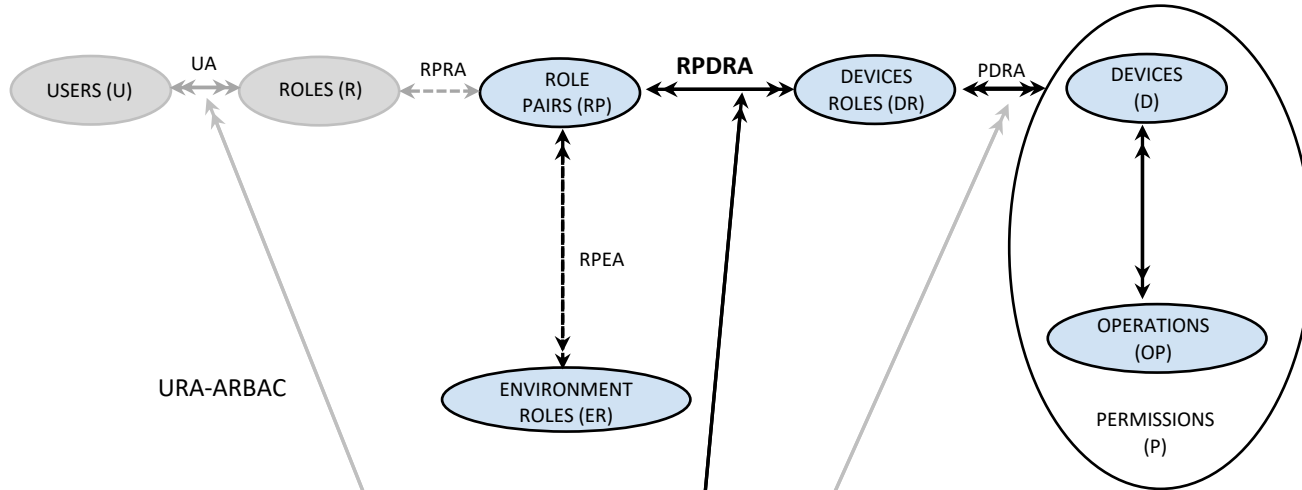 USERS (U)
UA
ROLES (R)
RPRA
ROLE
PAIRS (RP)
RPDRA
DEVICES
ROLES (DR)
PDRA
DEVICES
(D)
RPEA
OPERATIONS
(OP)
URA-ARBAC
ENVIRONMENT
ROLES (ER)
PERMISSIONS
(P)